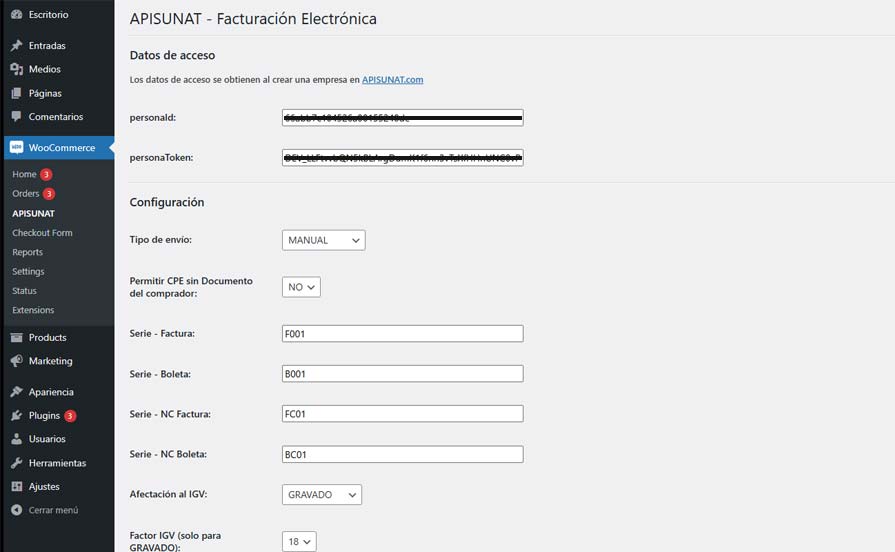 Escritorio
Entradas
Medios
Páginas
Comentarios
WooCommerce
Home 3
Orders 3
APISUNAT
Checkout Form
Reports
Settings
Status
Extensions
Products
Marketing
Apariencia
Plugins 3
Usuarios
Herramientas
Ajustes
Cerrar menú
APISUNAT - Facturación Electrónica
Datos de acceso
Los datos de acceso se obtienen al crear una empresa en APISUNAT.com
personaId:
personaToken:
Configuración
Tipo de envío:
MANUAL
Permitir CPE sin Documento
del comprador:
NO
Serie - Factura:
F001
Serie - Boleta:
B001
Serie - NC Factura:
FC01
Serie - NC Boleta:
BC01
Afectación al IGV:
GRAVADO
Factor IGV (solo para
GRAVADO):
18